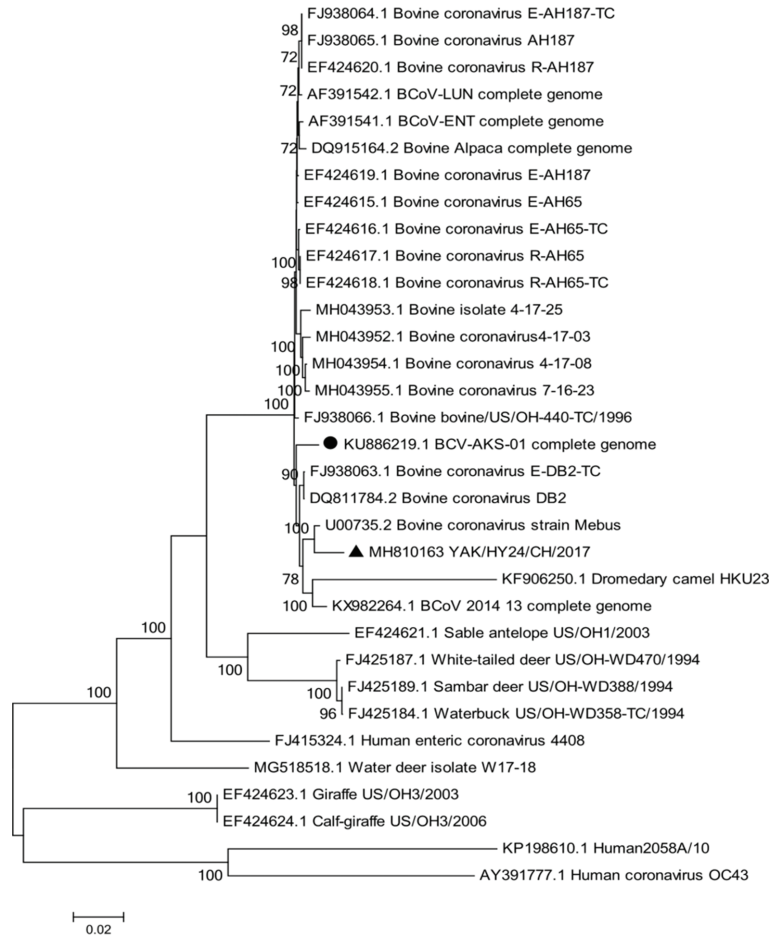 FJ938064.1 Bovine coronavirus E-AH187-TC
98
FJ938065.1 Bovine coronavirus AH187
72
EF424620.1 Bovine coronavirus R-AH187
72
AF391542.1 BCoV-LUN complete genome
AF391541.1 BCoV-ENT complete genome
72
DQ915164.2 Bovine Alpaca complete genome
EF424619.1 Bovine coronavirus E-AH187
EF424615.1 Bovine coronavirus E-AH65
EF424616.1 Bovine coronavirus E-AH65-TC
EF424617.1 Bovine coronavirus R-AH65
100
98
EF424618.1 Bovine coronavirus R-AH65-TC
MH043953.1 Bovine isolate 4-17-25
MH043952.1 Bovine coronavirus4-17-03
100
MH043954.1 Bovine coronavirus 4-17-08
100
MH043955.1 Bovine coronavirus 7-16-23
100
100
FJ938066.1 Bovine bovine/US/OH-440-TC/1996
KU886219.1 BCV-AKS-01 complete genome
FJ938063.1 Bovine coronavirus E-DB2-TC
90
DQ811784.2 Bovine coronavirus DB2
U00735.2 Bovine coronavirus strain Mebus
100
MH810163 YAK/HY24/CH/2017
KF906250.1 Dromedary camel HKU23
78
KX982264.1 BCoV 2014 13 complete genome
100
EF424621.1 Sable antelope US/OH1/2003
100
FJ425187.1 White-tailed deer US/OH-WD470/1994
FJ425189.1 Sambar deer US/OH-WD388/1994
100
FJ425184.1 Waterbuck US/OH-WD358-TC/1994
96
100
FJ415324.1 Human enteric coronavirus 4408
100
MG518518.1 Water deer isolate W17-18
EF424623.1 Giraffe US/OH3/2003
100
EF424624.1 Calf-giraffe US/OH3/2006
KP198610.1 Human2058A/10
AY391777.1 Human coronavirus OC43
100
0.02